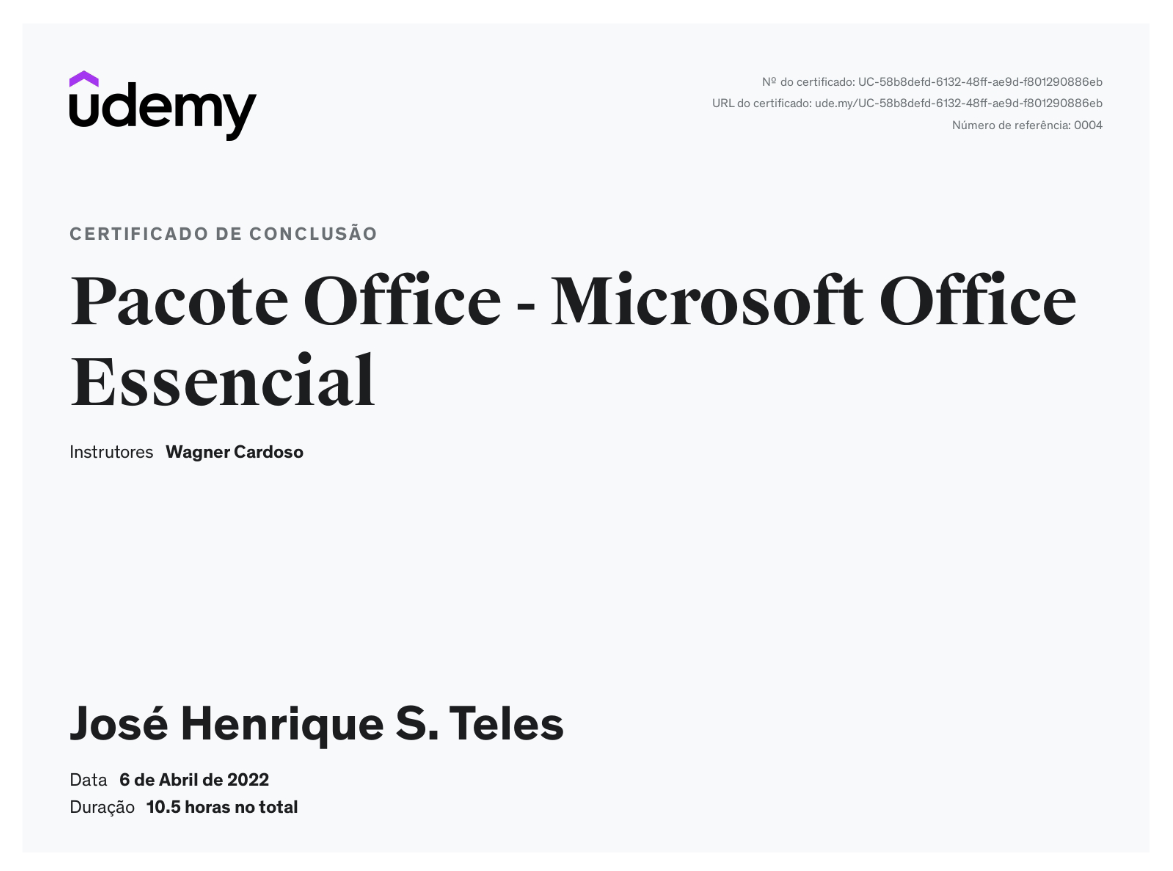 ûdemy
Nº do certificado: UC-58b8defd-6132-48ff-ae9d-f801290886eb
URL do certificado: ude.my/UC-58b8defd-6132-48ff-ae9d-f801290886eb
Número de referência: 0004
CERTIFICADO DE CONCLUSÃO
Pacote Office - Microsoft Office
Essencial
Instrutores Wagner Cardoso
José Henrique S. Teles
Data 6 de Abril de 2022
Duração 10.5 horas no total